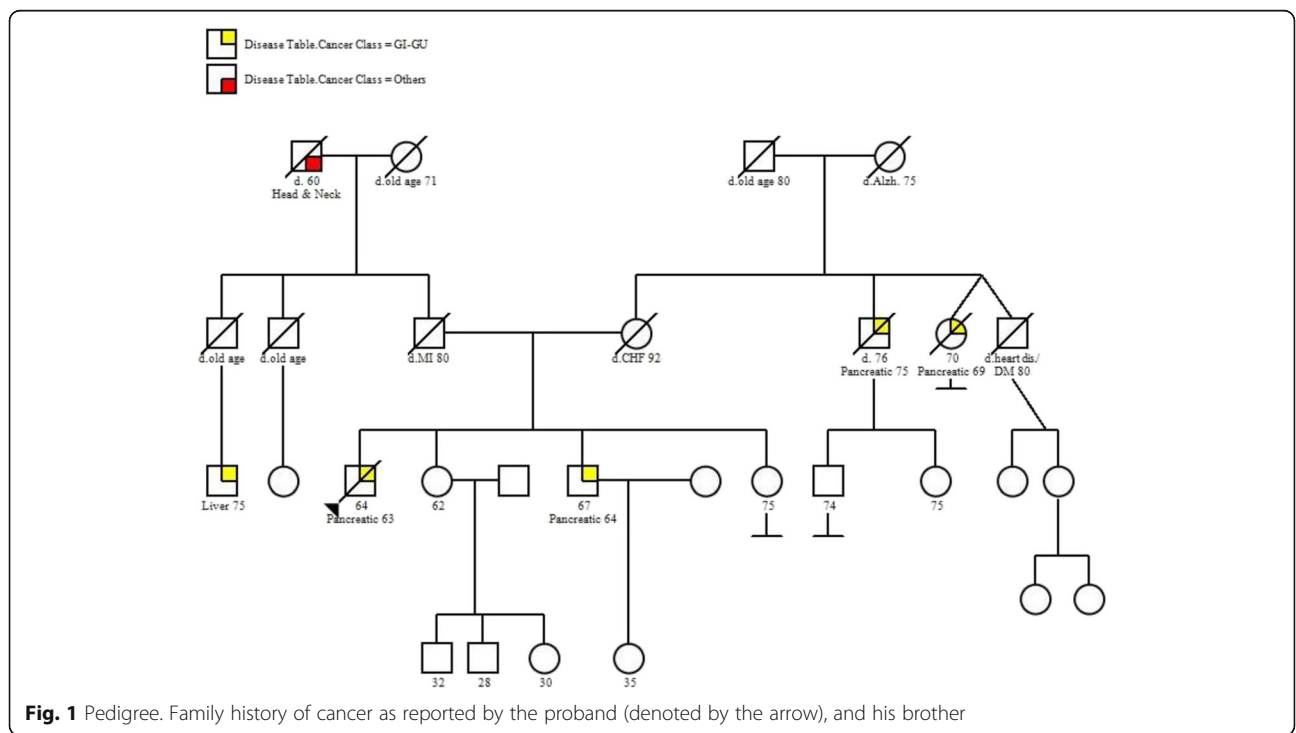 Disease Table.Cancer Class = GI-GU
Disease Table.Cancer Class = Others
d. 60
Head & Neck
d.old age 71
d.old age 80
d.Alzh. 75
d.old age
d.old age
d.MI 80
d.CHF 92
d. 76
Pancreatic 75
70
Pancreatic 69
d.heart dis./
DM 80
Liver 75
64
Pancreatic 63
62
67
Pancreatic 64
75
74
75
32
28
30
35
Fig. 1 Pedigree. Family history of cancer as reported by the proband (denoted by the arrow), and his brother